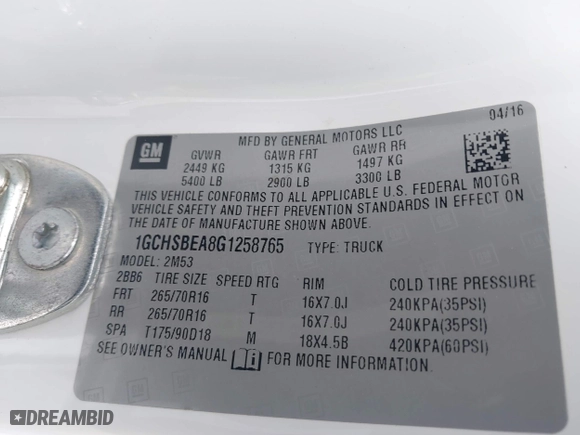 04/16
MFD BY GENERAL MOTORS LLC
GM
GVWR GAWR FRT GAWR RR
2449 KG 1315 KG 1497 KG
5400 LB 2900 LB 3300 LB
THIS VEHICLE CONFORMS TO ALL APPLICABLE U.S. FEDERAL MOTOR
VEHICLE SAFETY AND THEFT PREVENTION STANDARDS IN EFFECT ON
THE DATE OF MANUFACTURE SHOWN ABOVE.
1GCHSBEA8G1258765 TYPE: TRUCK
MODEL: 2M53
2BB6 TIRE SIZE SPEED RTG RIM COLD TIRE PRESSURE
FRT 265/70R16 T 16X7.0J 240KPA(35PSI)
RR 265/70R16 T 16X7.0J 240KPA(35PSI)
SPA T175/90D18 M 18X4.5B 420KPA(60PSI)
SEE OWNER'S MANUAL i FOR MORE INFORMATION.
DREAMBID